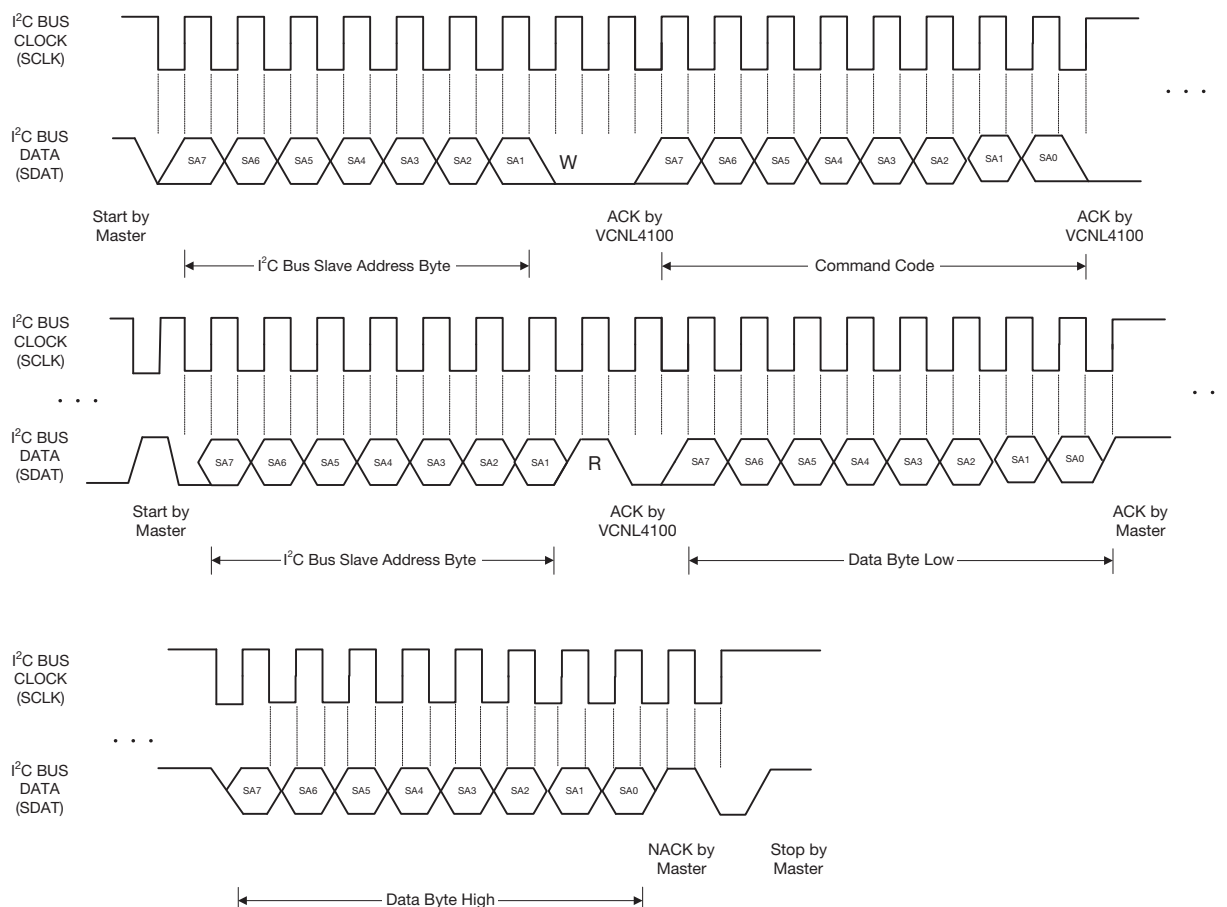 I²C BUS
CLOCK
(SCLK)
. . .
I²C BUS
DATA
(SDAT)
SA7 SA6 SA5 SA4 SA3 SA2 SA1 W SA7 SA6 SA5 SA4 SA3 SA2 SA1 SA0
Start by
Master
ACK by
VCNL4100
ACK by
VCNL4100
I²C Bus Slave Address Byte
Command Code
I²C BUS
CLOCK
(SCLK)
. . .
. . .
I²C BUS
DATA
(SDAT)
SA7 SA6 SA5 SA4 SA3 SA2 SA1 R SA7 SA6 SA5 SA4 SA3 SA2 SA1 SA0
Start by
Master
ACK by
VCNL4100
ACK by
Master
I²C Bus Slave Address Byte
Data Byte Low
I²C BUS
CLOCK
(SCLK)
. . .
I²C BUS
DATA
(SDAT)
SA7 SA6 SA5 SA4 SA3 SA2 SA1 SA0
NACK by
Master
Stop by
Master
Data Byte High